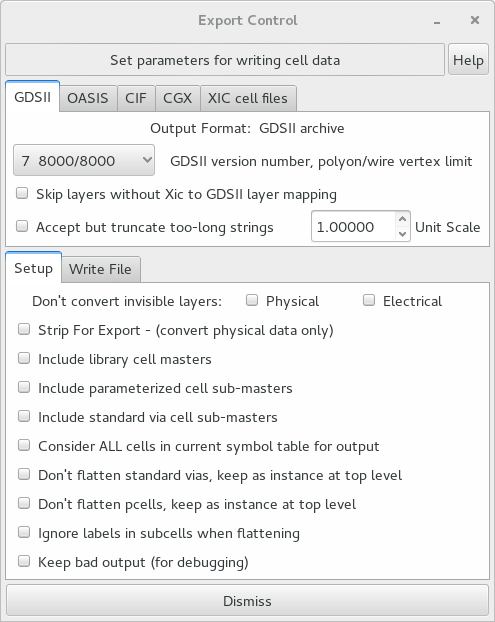 Export Control
Set parameters for writing cell data
Help
GDSII OASIS CIF CGX XIC cell files
Output Format: GDSII archive
7 8000/8000 GDSII version number, polyon/wire vertex limit
Skip layers without Xic to GDSII layer mapping
Accept but truncate too-long strings 1.00000 Unit Scale
Setup Write File
Don't convert invisible layers: Physical Electrical
Strip For Export - (convert physical data only)
Include library cell masters
Include parameterized cell sub-masters
Include standard via cell sub-masters
Consider ALL cells in current symbol table for output
Don't flatten standard vias, keep as instance at top level
Don't flatten pcells, keep as instance at top level
Ignore labels in subcells when flattening
Keep bad output (for debugging)
Dismiss